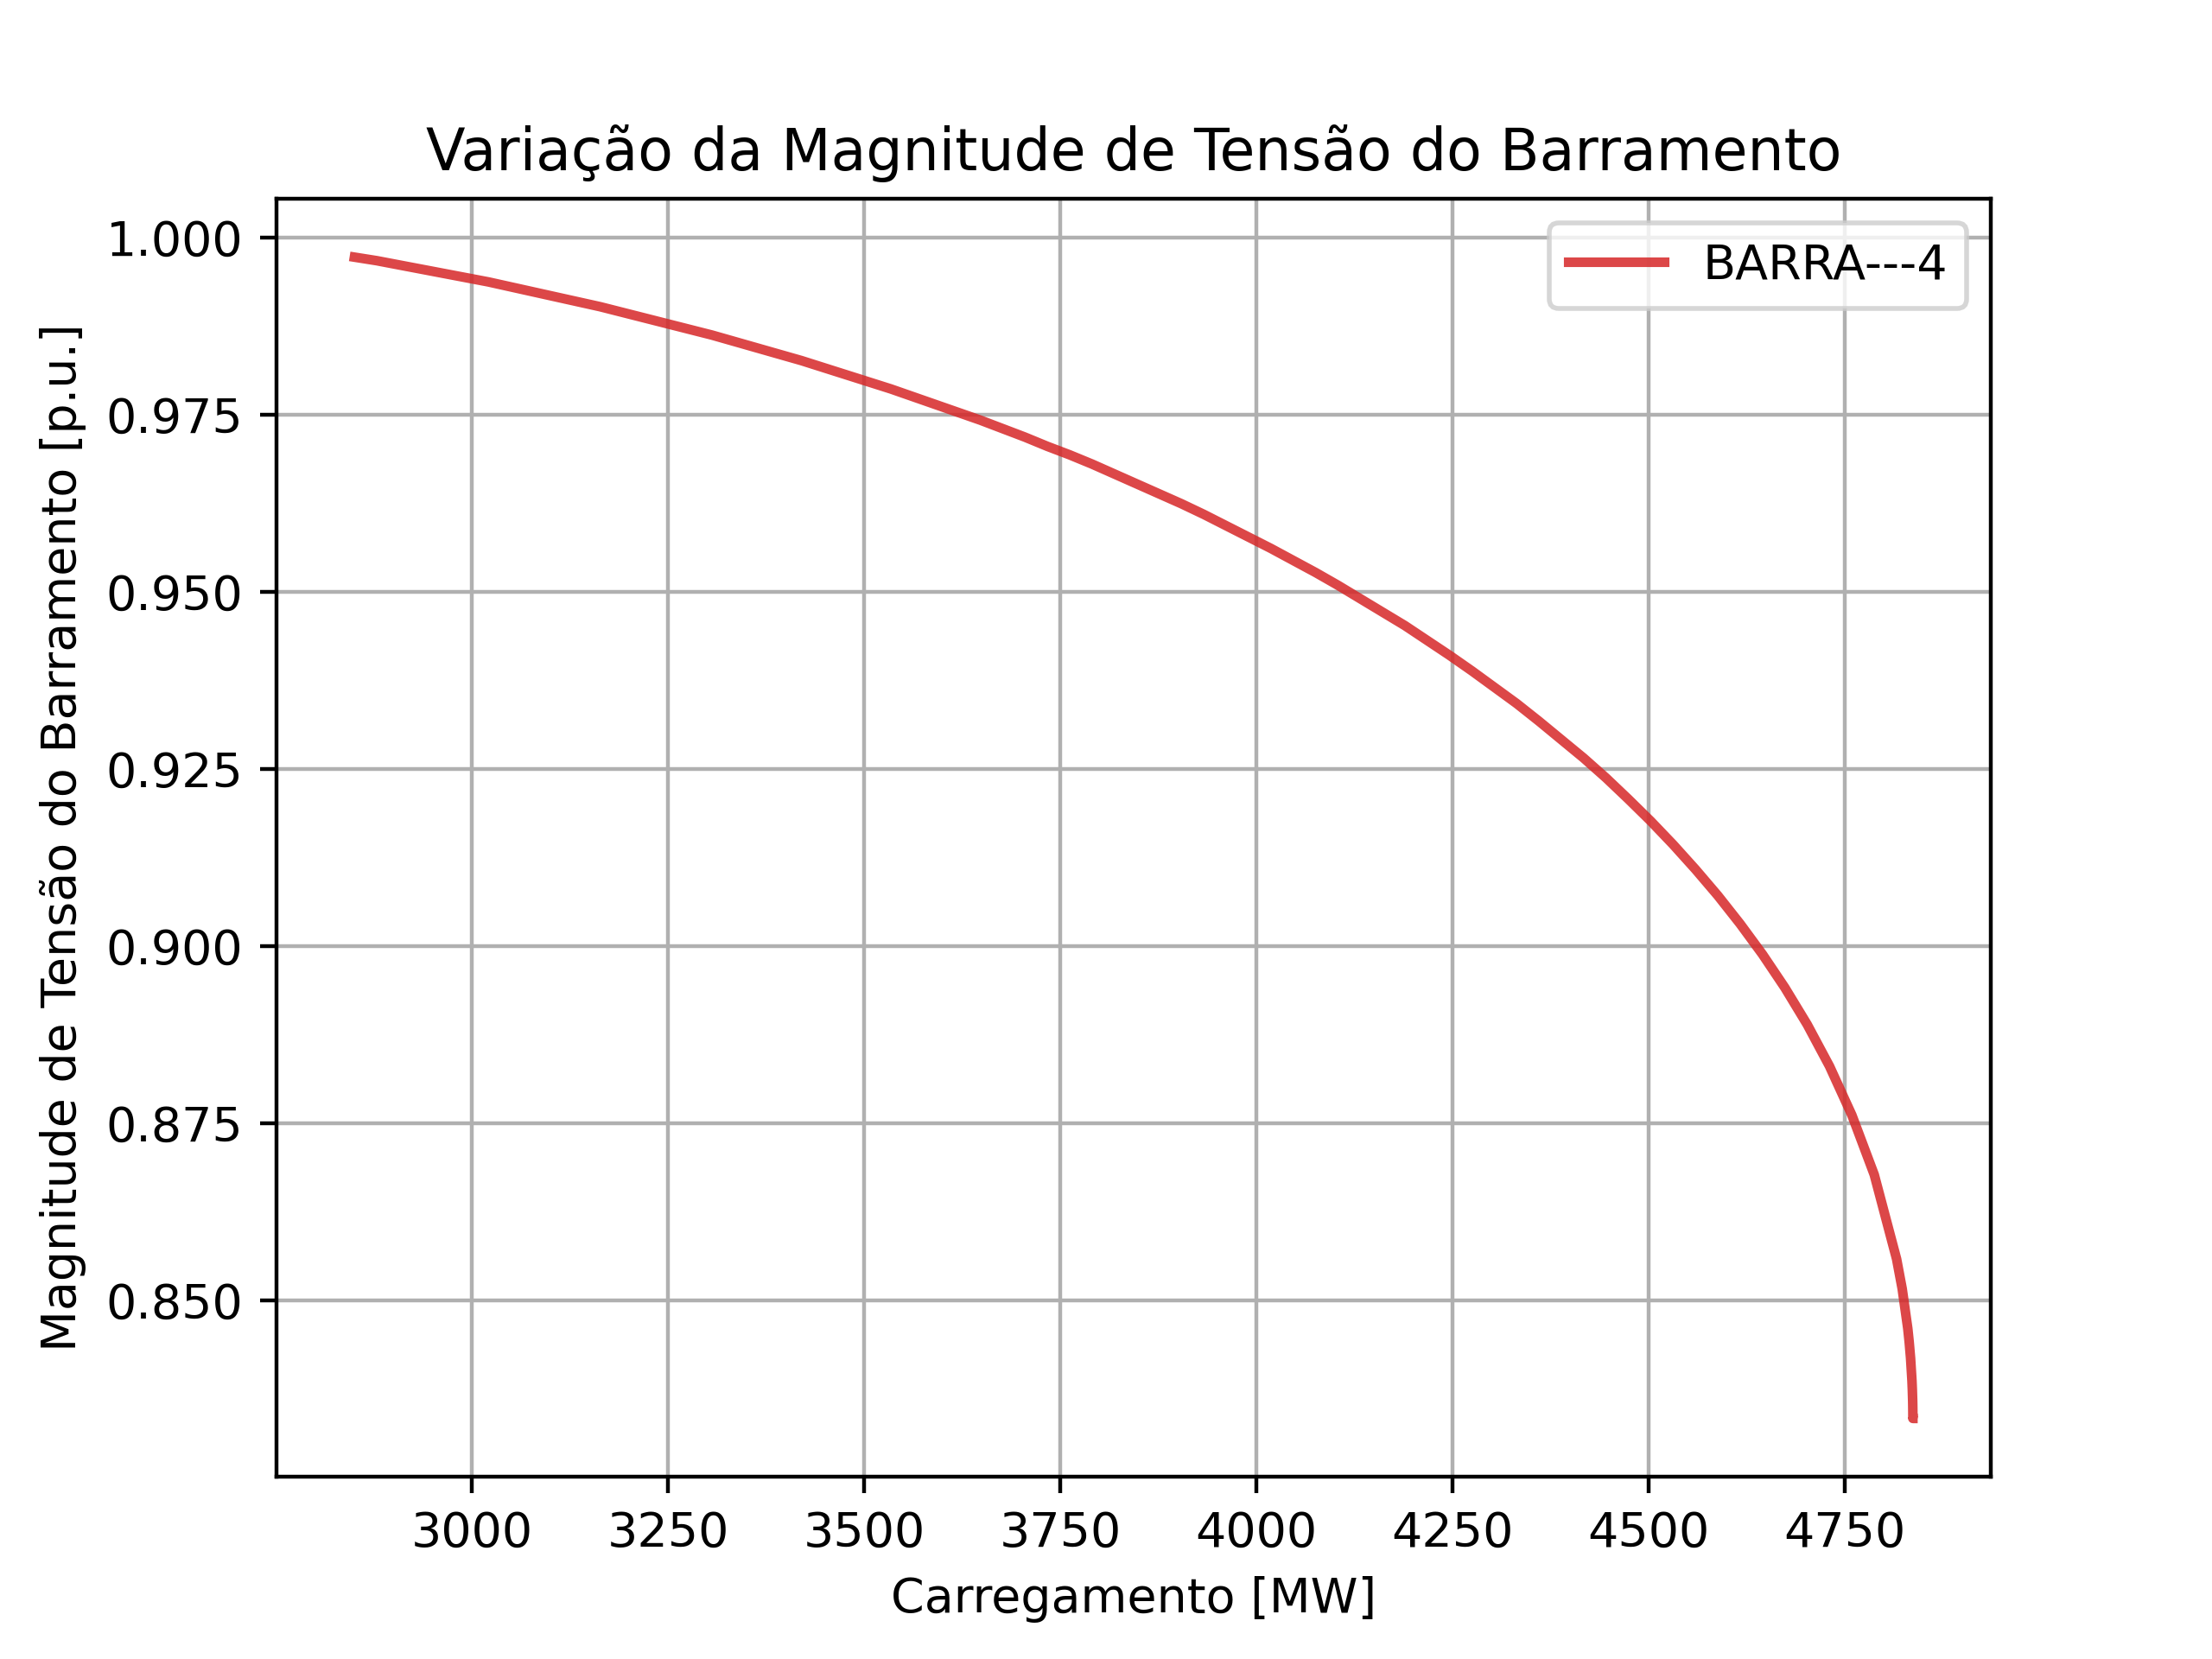 Variação da Magnitude de Tensão do Barramento
BARRA---4
Magnitude de Tensão do Barramento [p.u.]
1.000
0.975
0.950
0.925
0.900
0.875
0.850
3000 3250 3500 3750 4000 4250 4500 4750
Carregamento [MW]